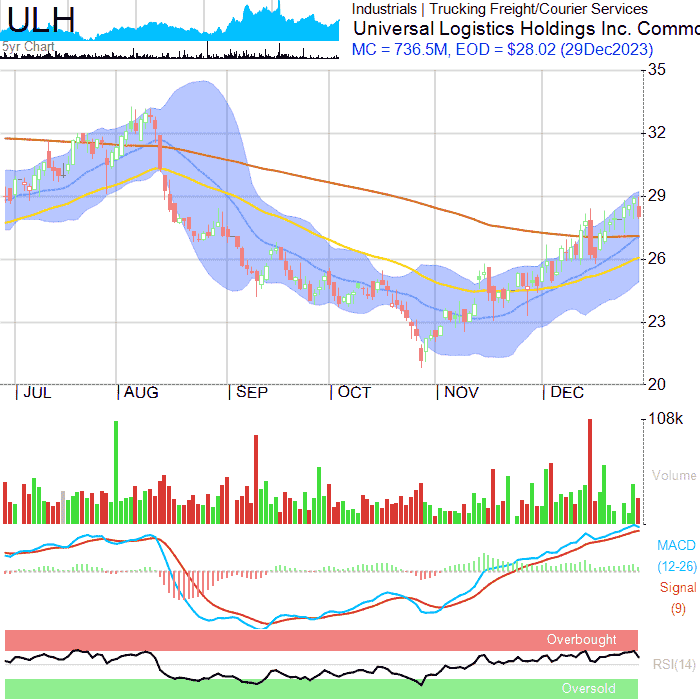 ULH
5yr Chart
Industrials | Trucking Freight/Courier Services
Universal Logistics Holdings Inc. Commo
MC = 736.5M, EOD = $28.02 (29Dec2023)
35
32
29
26
23
20
JUL AUG SEP OCT NOV DEC
108k
Volume
MACD
(12-26)
Signal
(9)
Overbought
RSI(14)
Oversold